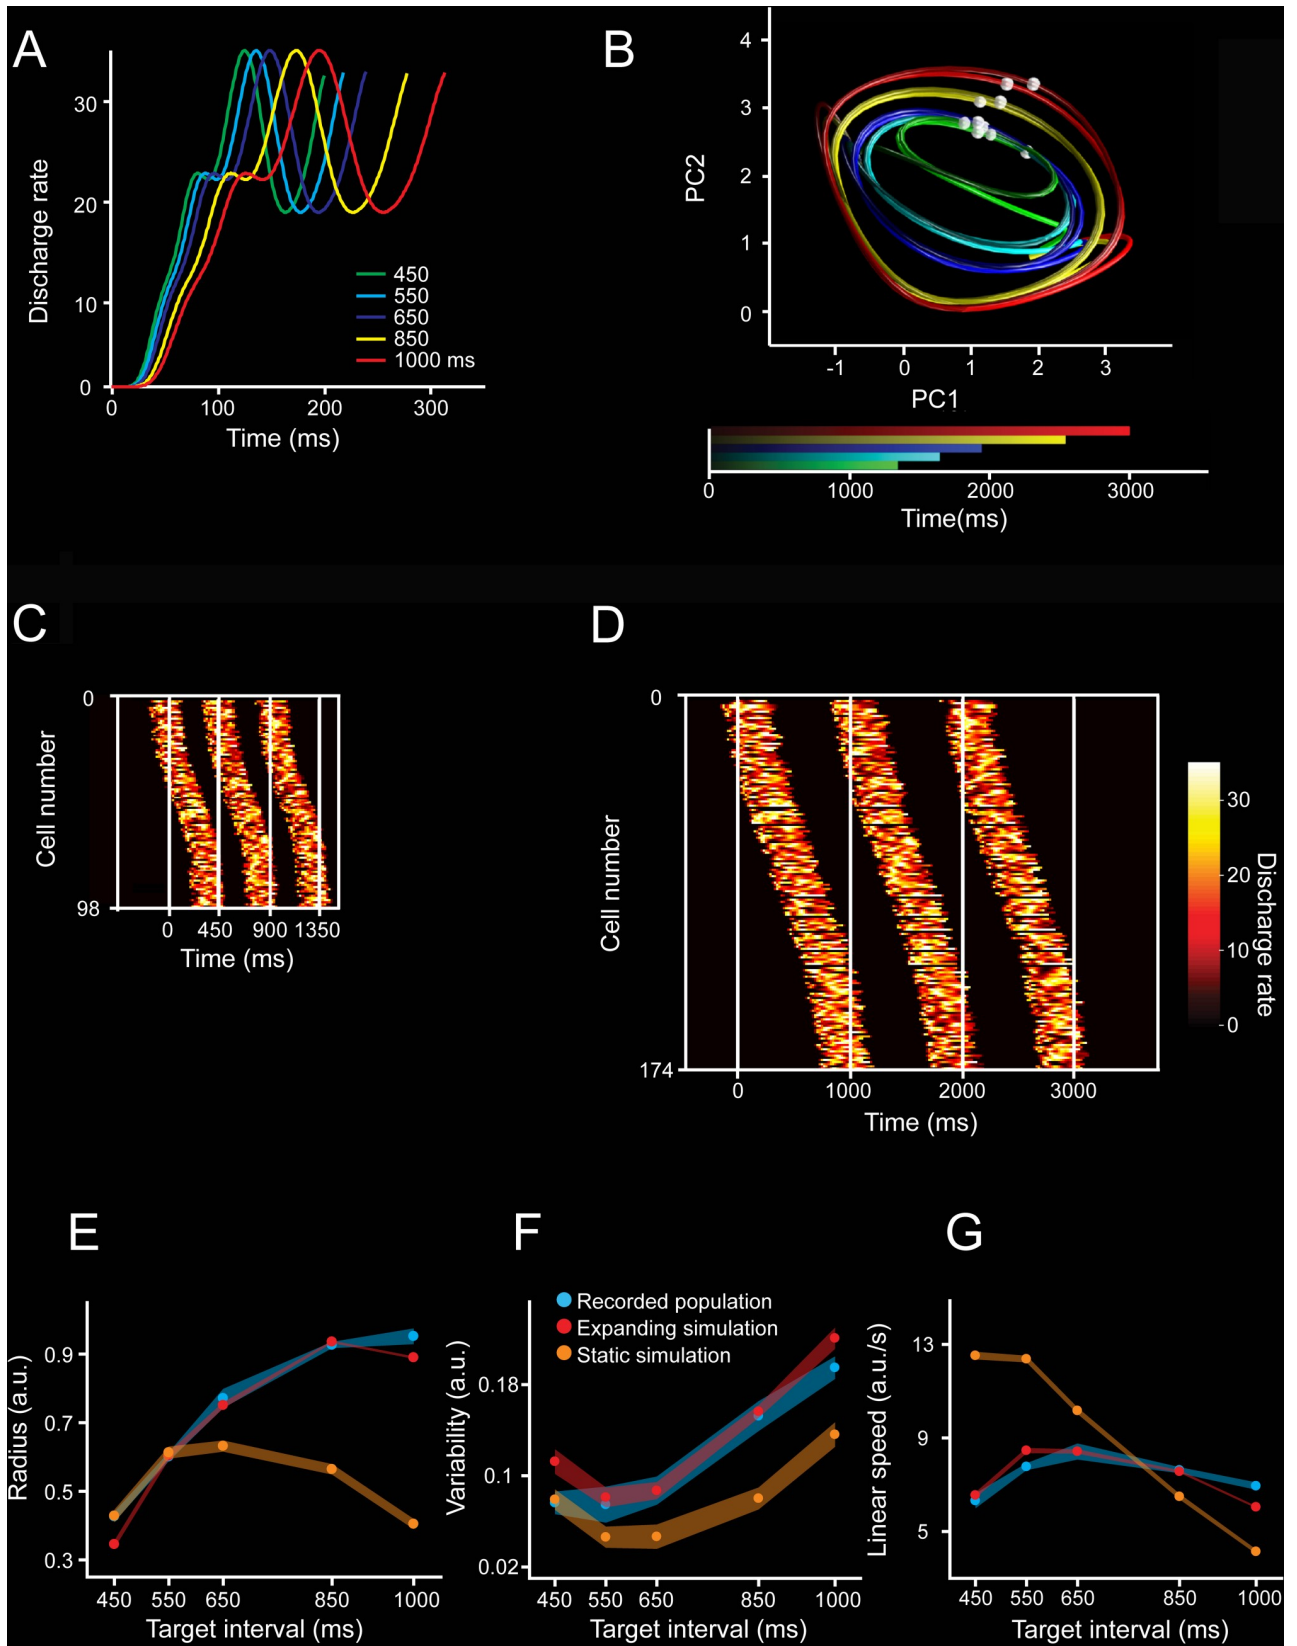 A
Discharge rate
30
20
10
0
0 100 200 300
Time (ms)
450
550
650
850
1000 ms
B
PC2
4
3
2
1
0
-1 0 1 2 3
PC1
0 1000 2000 3000
Time(ms)
C
Cell number
0
98
0 450 900 1350
Time (ms)
D
Cell number
0
174
0 1000 2000 3000
Time (ms)
30
20
10
0
Discharge rate
E
Radius (a.u.)
0.9
0.7
0.5
0.3
450 550 650 850 1000
Target interval (ms)
F
Variability (a.u.)
Recorded population
Expanding simulation
Static simulation
0.18
0.1
0.02
450 550 650 850 1000
Target interval (ms)
G
Linear speed (a.u./s)
13
9
5
450 550 650 850 1000
Target interval (ms)